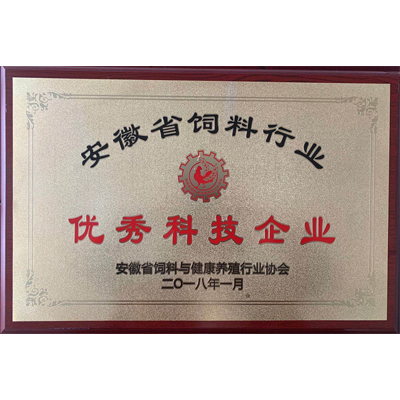 安徽省饲料行业
优秀科技企业
安徽省饲料与健康养殖行业协会
二〇一八年一月